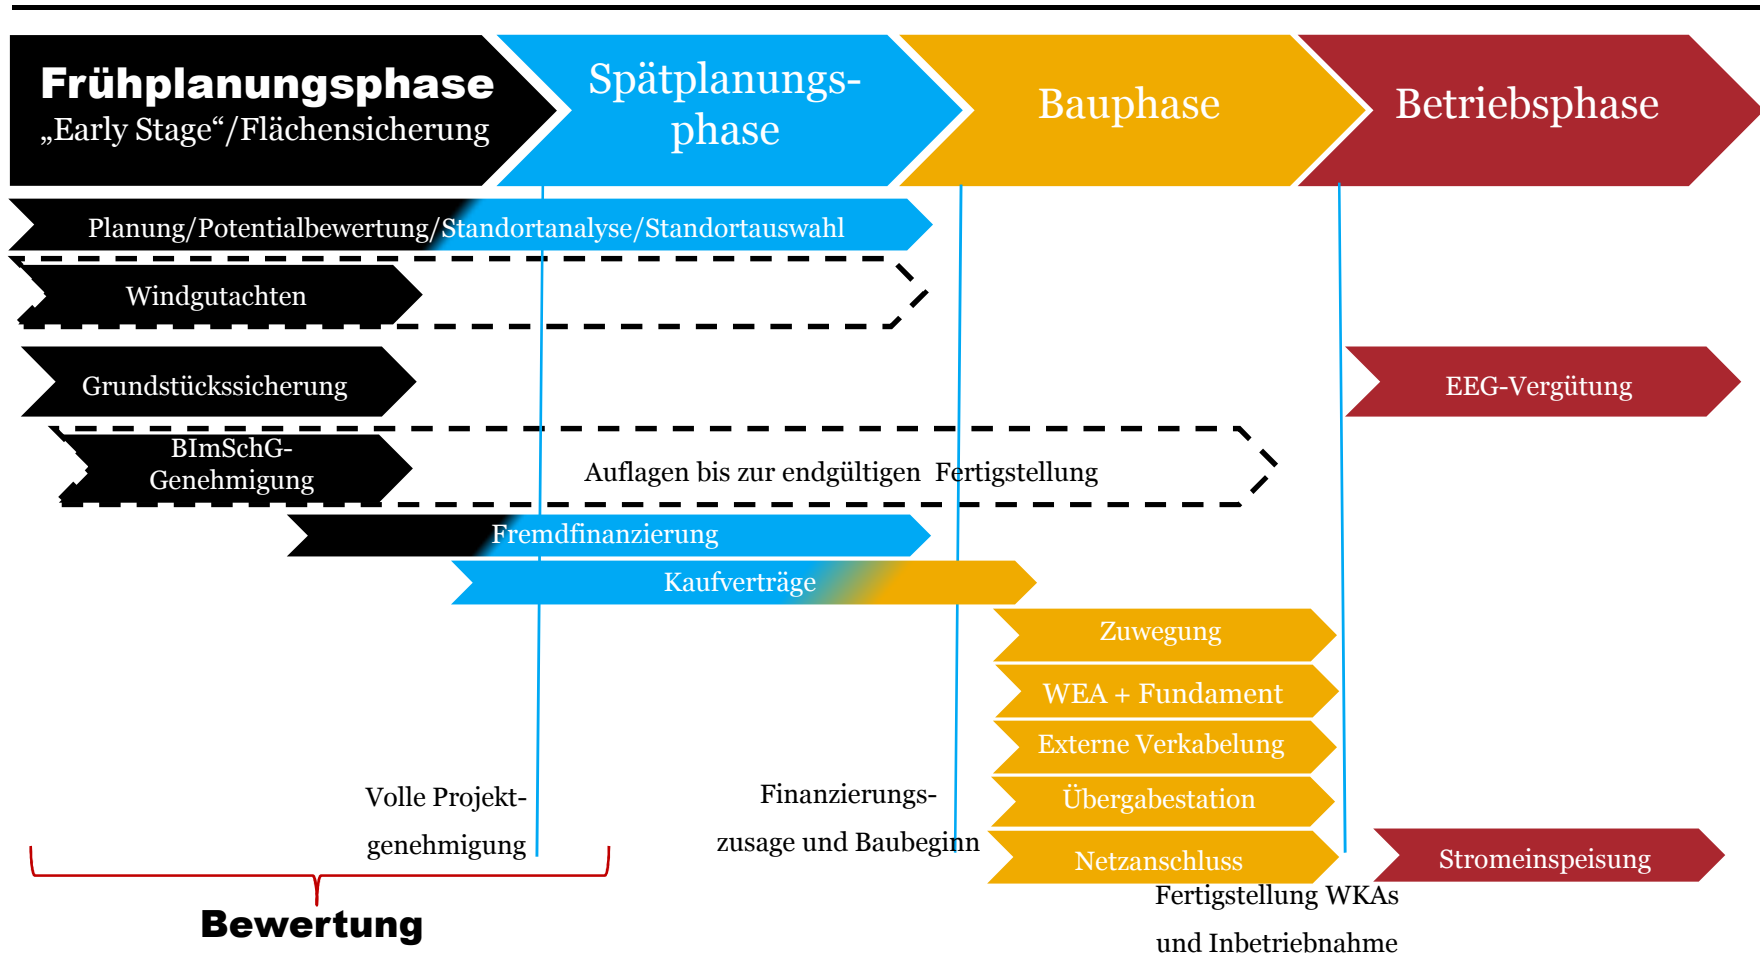 Frühplanungsphase
„Early Stage“/Flächensicherung
Spätplanungs-
phase
Bauphase
Betriebsphase
Planung/Potentialbewertung/Standortanalyse/Standortauswahl
Windgutachten
Grundstückssicherung
EEG-Vergütung
BImSchG-
Genehmigung
Auflagen bis zur endgültigen Fertigstellung
Fremdfinanzierung
Kaufverträge
Zuwegung
WEA + Fundament
Externe Verkabelung
Übergabestation
Netzanschluss
Stromeinspeisung
Volle Projekt-
genehmigung
Finanzierungs-
zusage und Baubeginn
Fertigstellung WKAs
und Inbetriebnahme
Bewertung